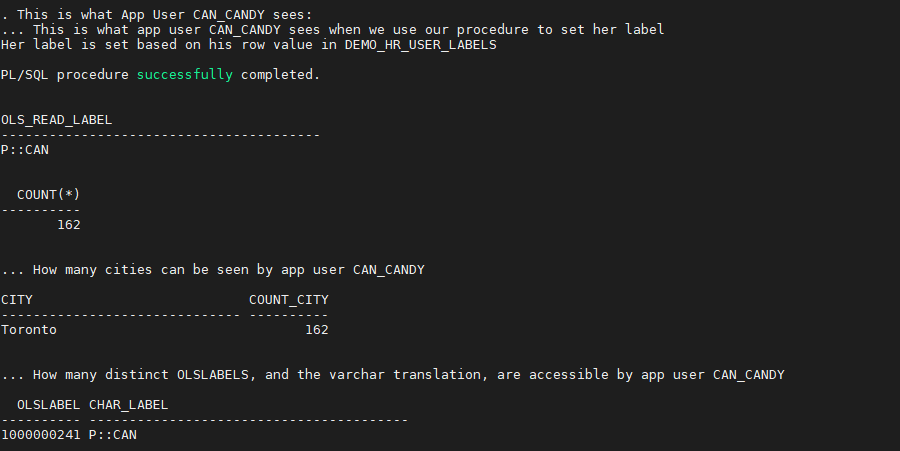 . This is what App User CAN_CANDY sees:
... This is what app user CAN_CANDY sees when we use our procedure to set her label
Her label is set based on his row value in DEMO_HR_USER_LABELS
PL/SQL procedure successfully completed.
OLS_READ_LABEL
----------------------------------------
P::CAN
  COUNT(*)
----------
       162
... How many cities can be seen by app user CAN_CANDY
CITY                           COUNT_CITY
------------------------------ ----------
Toronto                               162
... How many distinct OLSLABELS, and the varchar translation, are accessible by app user CAN_CANDY
  OLSLABEL CHAR_LABEL
---------- ----------------------------------------
1000000241 P::CAN